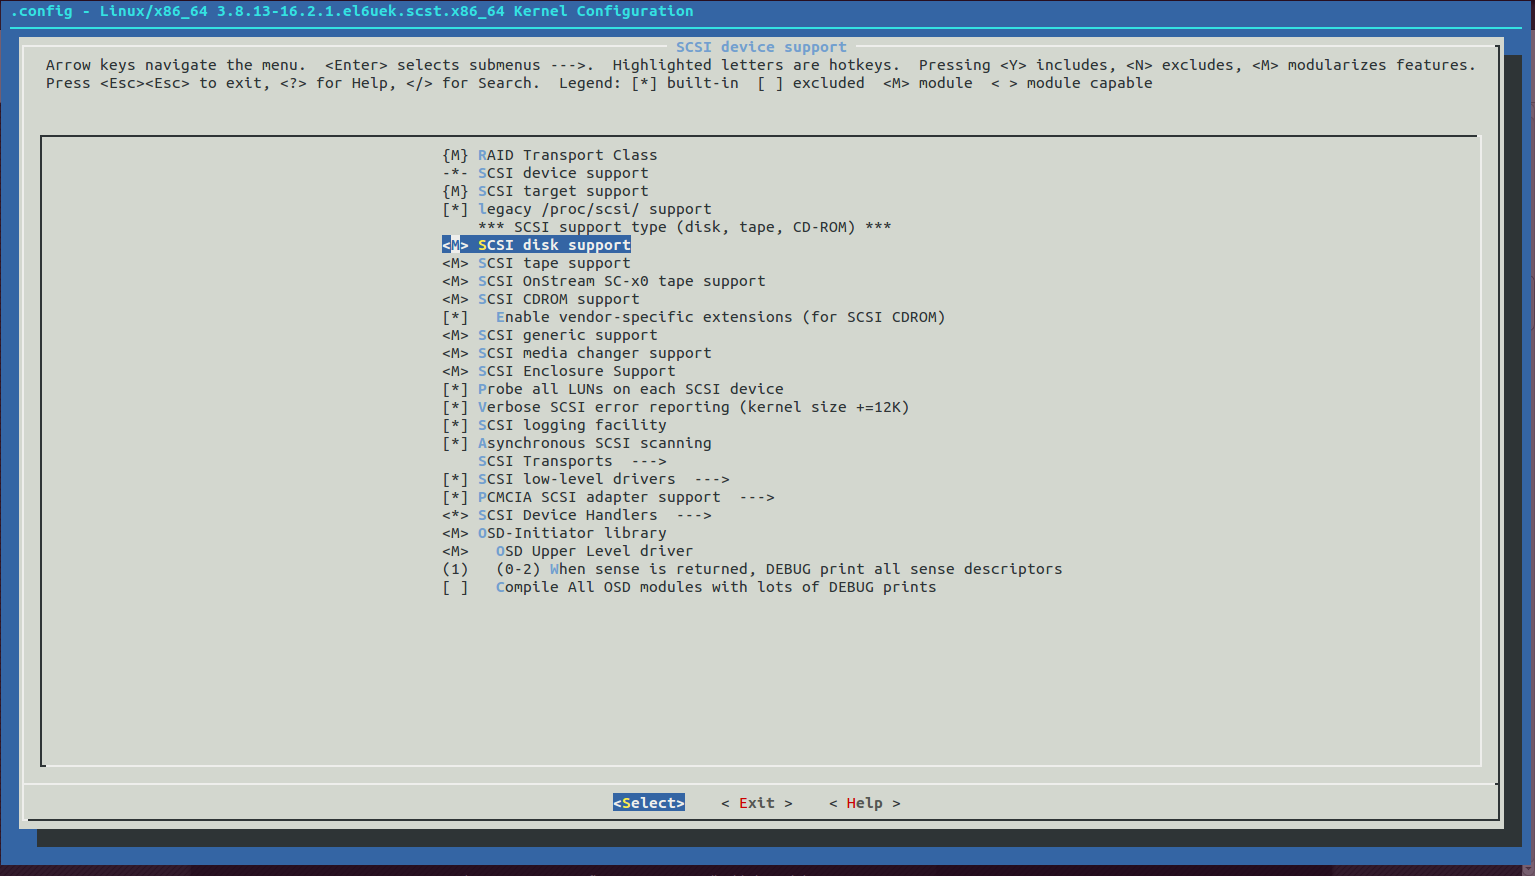 .config - Linux/x86_64 3.8.13-16.2.1.el6uek.scst.x86_64 Kernel Configuration
SCSI device support
Arrow keys navigate the menu.  <Enter> selects submenus --->.  Highlighted letters are hotkeys.  Pressing <Y> includes, <N> excludes, <M> modularizes features.
Press <Esc><Esc> to exit, <?> for Help, </> for Search.  Legend: [*] built-in  [ ] excluded  <M> module  < > module capable
{M} RAID Transport Class
-*- SCSI device support
{M} SCSI target support
[*] legacy /proc/scsi/ support
*** SCSI support type (disk, tape, CD-ROM) ***
<M> SCSI disk support
<M> SCSI tape support
<M> SCSI OnStream SC-x0 tape support
<M> SCSI CDROM support
[*]   Enable vendor-specific extensions (for SCSI CDROM)
<M> SCSI generic support
<M> SCSI media changer support
<M> SCSI Enclosure Support
[*] Probe all LUNs on each SCSI device
[*] Verbose SCSI error reporting (kernel size +=12K)
[*] SCSI logging facility
[*] Asynchronous SCSI scanning
SCSI Transports  --->
[*] SCSI low-level drivers  --->
[*] PCMCIA SCSI adapter support  --->
<*> SCSI Device Handlers  --->
<M> OSD-Initiator library
<M>   OSD Upper Level driver
(1)   (0-2) When sense is returned, DEBUG print all sense descriptors
[ ]   Compile All OSD modules with lots of DEBUG prints
<Select>    < Exit >    < Help >